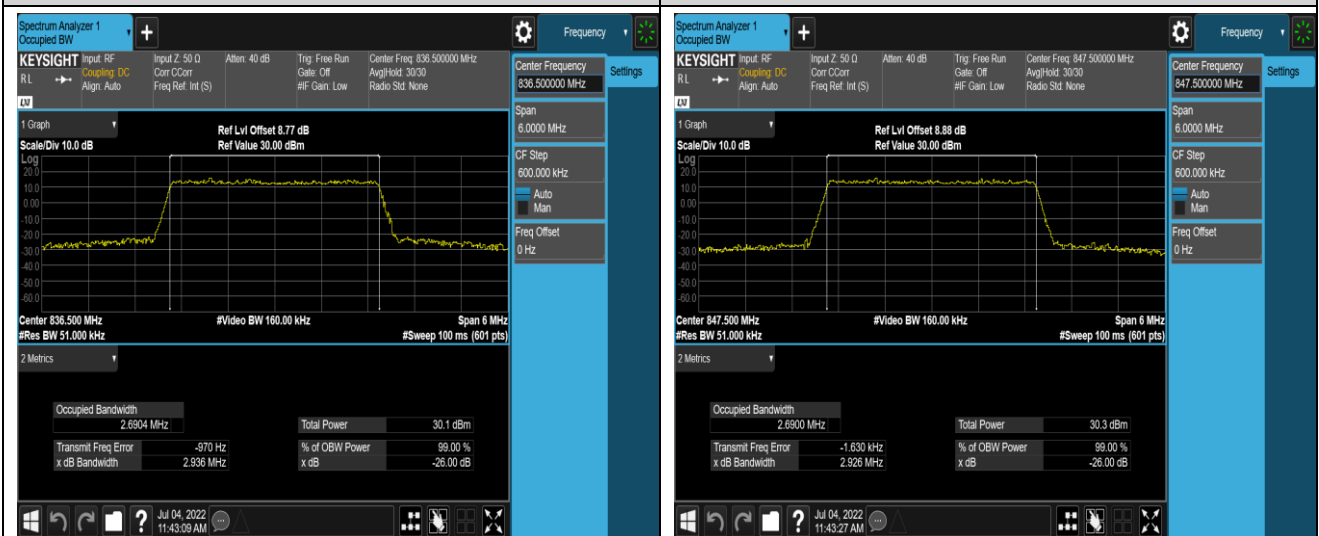 Spectrum Analyzer 1
Occupied BW
+
Frequency
KEYSIGHT
Input: RF
Coupling: DC
Align: Auto
Input Z: 50 Ω
Corr CCorr
Freq Ref: Int (S)
Atten: 40 dB
Trig: Free Run
Gate: Off
#IF Gain: Low
Center Freq: 836.500000 MHz
Avg|Hold: 30/30
Radio Std: None
R L
LXI
Center Frequency
836.500000 MHz
Settings
Span
6.0000 MHz
CF Step
600.000 kHz
Auto
Man
Freq Offset
0 Hz
1 Graph
Ref Lvl Offset 8.77 dB
Scale/Div 10.0 dB
Ref Value 30.00 dBm
Log
20.0
10.0
0.00
-10.0
-20.0
-30.0
-40.0
-50.0
-60.0
Center 836.500 MHz
#Video BW 160.00 kHz
Span 6 MHz
#Res BW 51.000 kHz
#Sweep 100 ms (601 pts)
2 Metrics
Occupied Bandwidth
2.6904 MHz
Total Power 30.1 dBm
Transmit Freq Error -970 Hz
% of OBW Power 99.00 %
x dB Bandwidth 2.936 MHz
x dB -26.00 dB
?
Jul 04, 2022
11:43:09 AM
Spectrum Analyzer 1
Occupied BW
+
Frequency
KEYSIGHT
Input: RF
Coupling: DC
Align: Auto
Input Z: 50 Ω
Corr CCorr
Freq Ref: Int (S)
Atten: 40 dB
Trig: Free Run
Gate: Off
#IF Gain: Low
Center Freq: 847.500000 MHz
Avg|Hold: 30/30
Radio Std: None
R L
LXI
Center Frequency
847.500000 MHz
Settings
Span
6.0000 MHz
CF Step
600.000 kHz
Auto
Man
Freq Offset
0 Hz
1 Graph
Ref Lvl Offset 8.88 dB
Scale/Div 10.0 dB
Ref Value 30.00 dBm
Log
20.0
10.0
0.00
-10.0
-20.0
-30.0
-40.0
-50.0
-60.0
Center 847.500 MHz
#Video BW 160.00 kHz
Span 6 MHz
#Res BW 51.000 kHz
#Sweep 100 ms (601 pts)
2 Metrics
Occupied Bandwidth
2.6900 MHz
Total Power 30.3 dBm
Transmit Freq Error -1.630 kHz
% of OBW Power 99.00 %
x dB Bandwidth 2.926 MHz
x dB -26.00 dB
?
Jul 04, 2022
11:43:27 AM